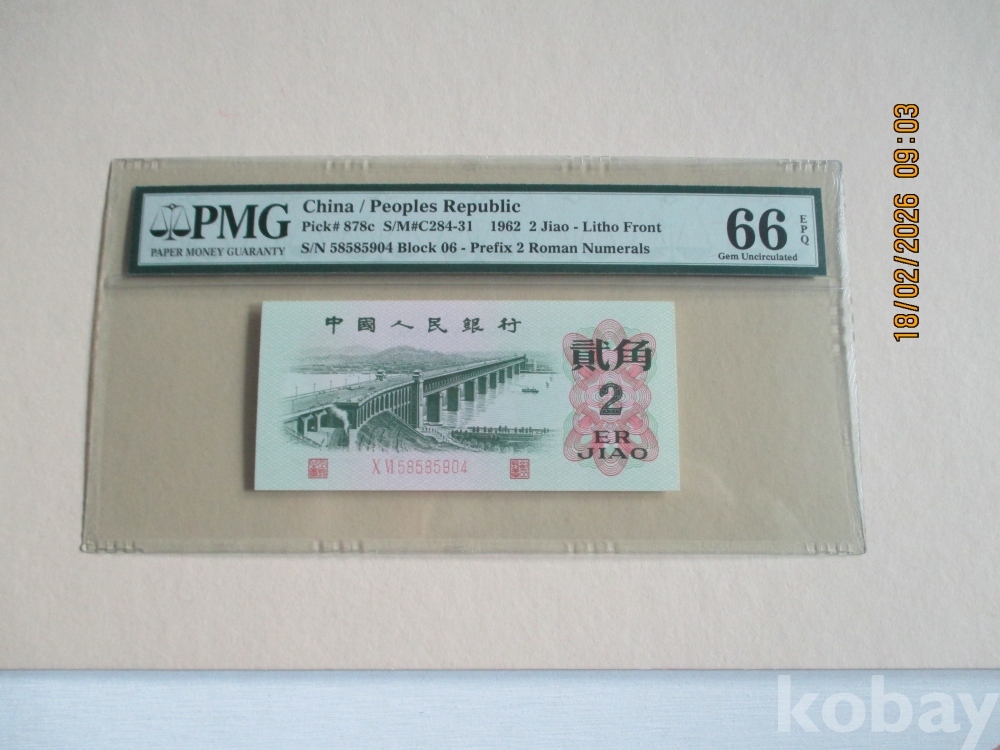 PMG
PAPER MONEY GUARANTY
China / Peoples Republic
Pick# 878c S/M#C284-31 1962 2 Jiao - Litho Front
S/N 58585904 Block 06 - Prefix 2 Roman Numerals
66
EPQ
Gem Uncirculated
中國人民銀行
貳角
2
ER
JIAO
X VI 58585904
18/02/2026 09:03
kobay